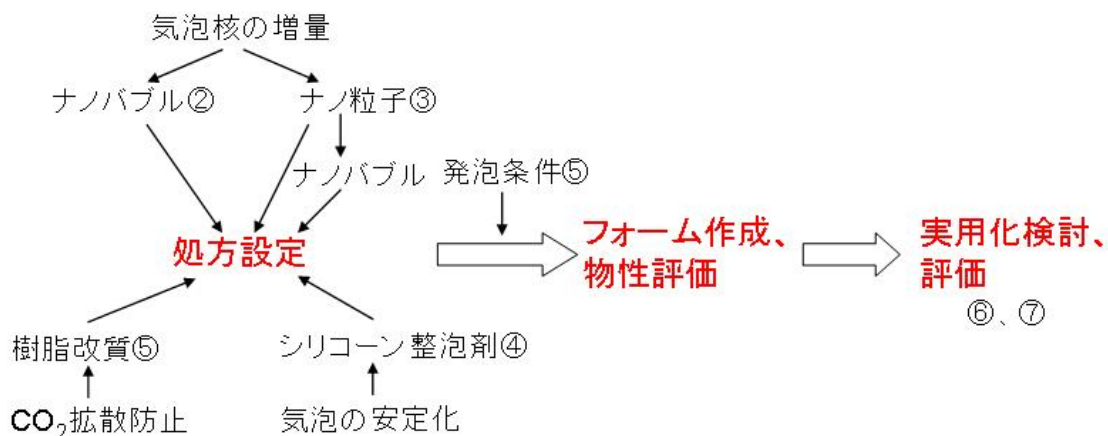 気泡核の増量
ナノバブル②
ナノ粒子③
ナノバブル
発泡条件⑤
処方設定
フォーム作成、
物性評価
実用化検討、
評価
⑥、⑦
樹脂改質⑤
シリコーン整泡剤④
CO₂拡散防止
気泡の安定化